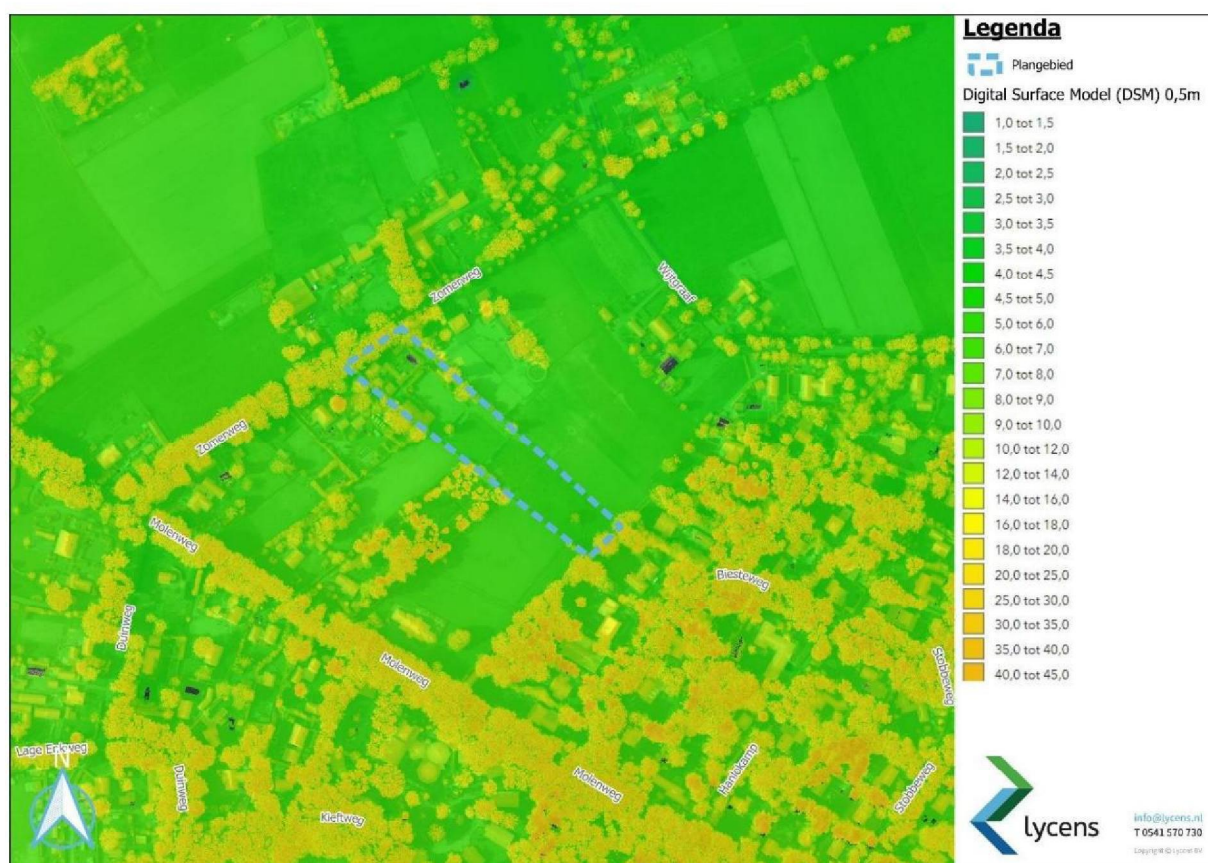 Zomerweg
Wijtgraaf
Zomerweg
Molenweg
Biesteweg
Duinweg
Molenweg
Stobbeweg
Lage Enkweg
N
Duinweg
Molenweg
Hanlokamp
Stobbeweg
Kieftweg
Legenda
Plangebied
Digital Surface Model (DSM) 0,5m
1,0 tot 1,5
1,5 tot 2,0
2,0 tot 2,5
2,5 tot 3,0
3,0 tot 3,5
3,5 tot 4,0
4,0 tot 4,5
4,5 tot 5,0
5,0 tot 6,0
6,0 tot 7,0
7,0 tot 8,0
8,0 tot 9,0
9,0 tot 10,0
10,0 tot 12,0
12,0 tot 14,0
14,0 tot 16,0
16,0 tot 18,0
18,0 tot 20,0
20,0 tot 25,0
25,0 tot 30,0
30,0 tot 35,0
35,0 tot 40,0
40,0 tot 45,0
lycens
info@lycens.nl
T 0541 570 730
Copyright © Lycens BV